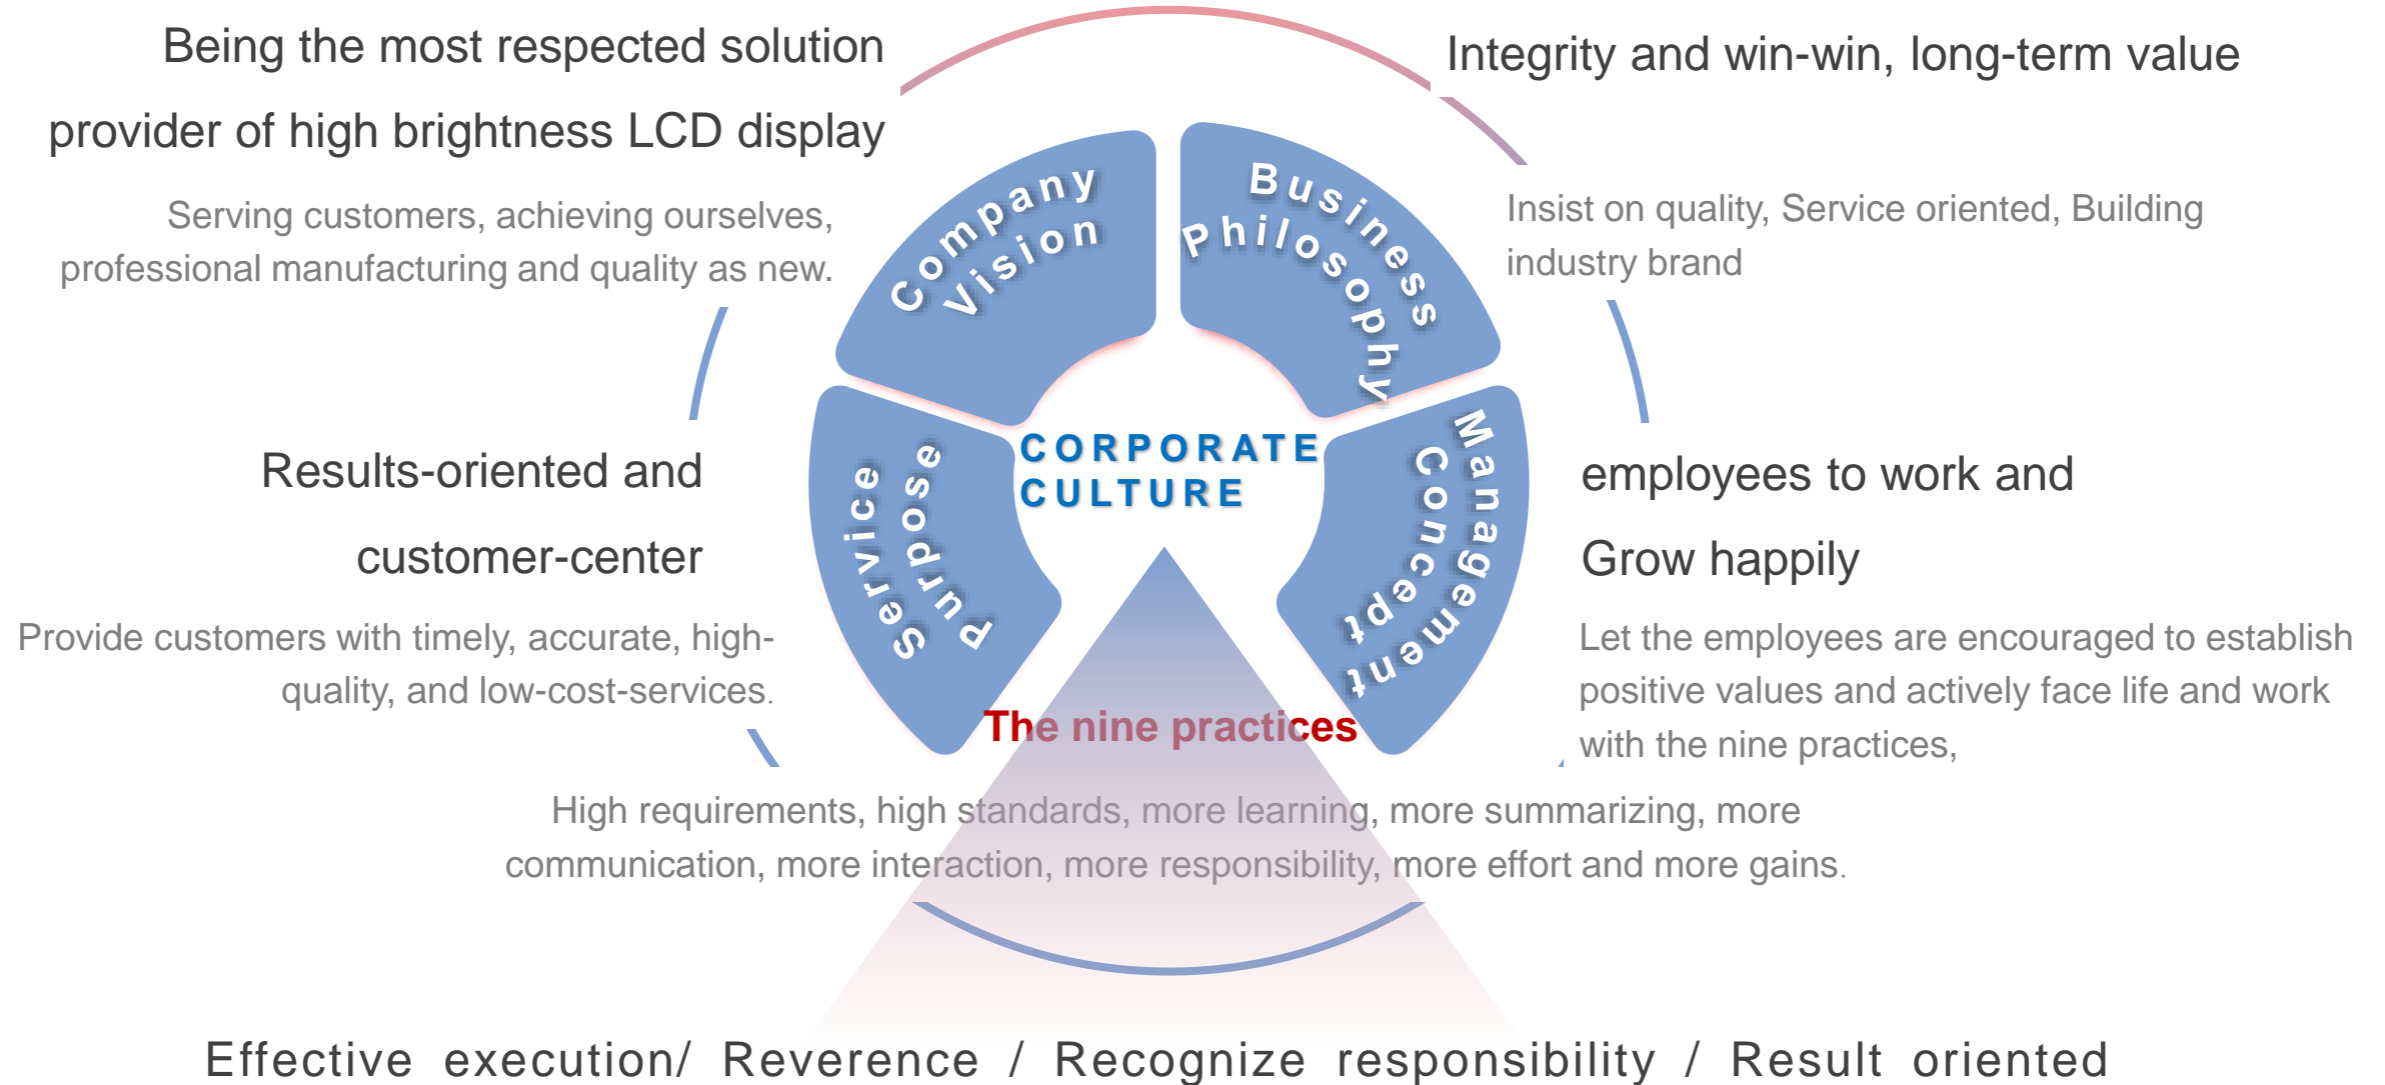 Being the most respected solution
provider of high brightness LCD display
Serving customers, achieving ourselves,
professional manufacturing and quality as new.
Integrity and win-win, long-term value
Insist on quality, Service oriented, Building
industry brand
Company
Vision
Business
Philosophy
CORPORATE
CULTURE
Service
Purpose
Management
Concept
Results-oriented and
customer-center
Provide customers with timely, accurate, high-
quality, and low-cost-services.
employees to work and
Grow happily
Let the employees are encouraged to establish
positive values and actively face life and work
with the nine practices,
The nine practices
High requirements, high standards, more learning, more summarizing, more
communication, more interaction, more responsibility, more effort and more gains.
Effective execution/ Reverence / Recognize responsibility / Result oriented